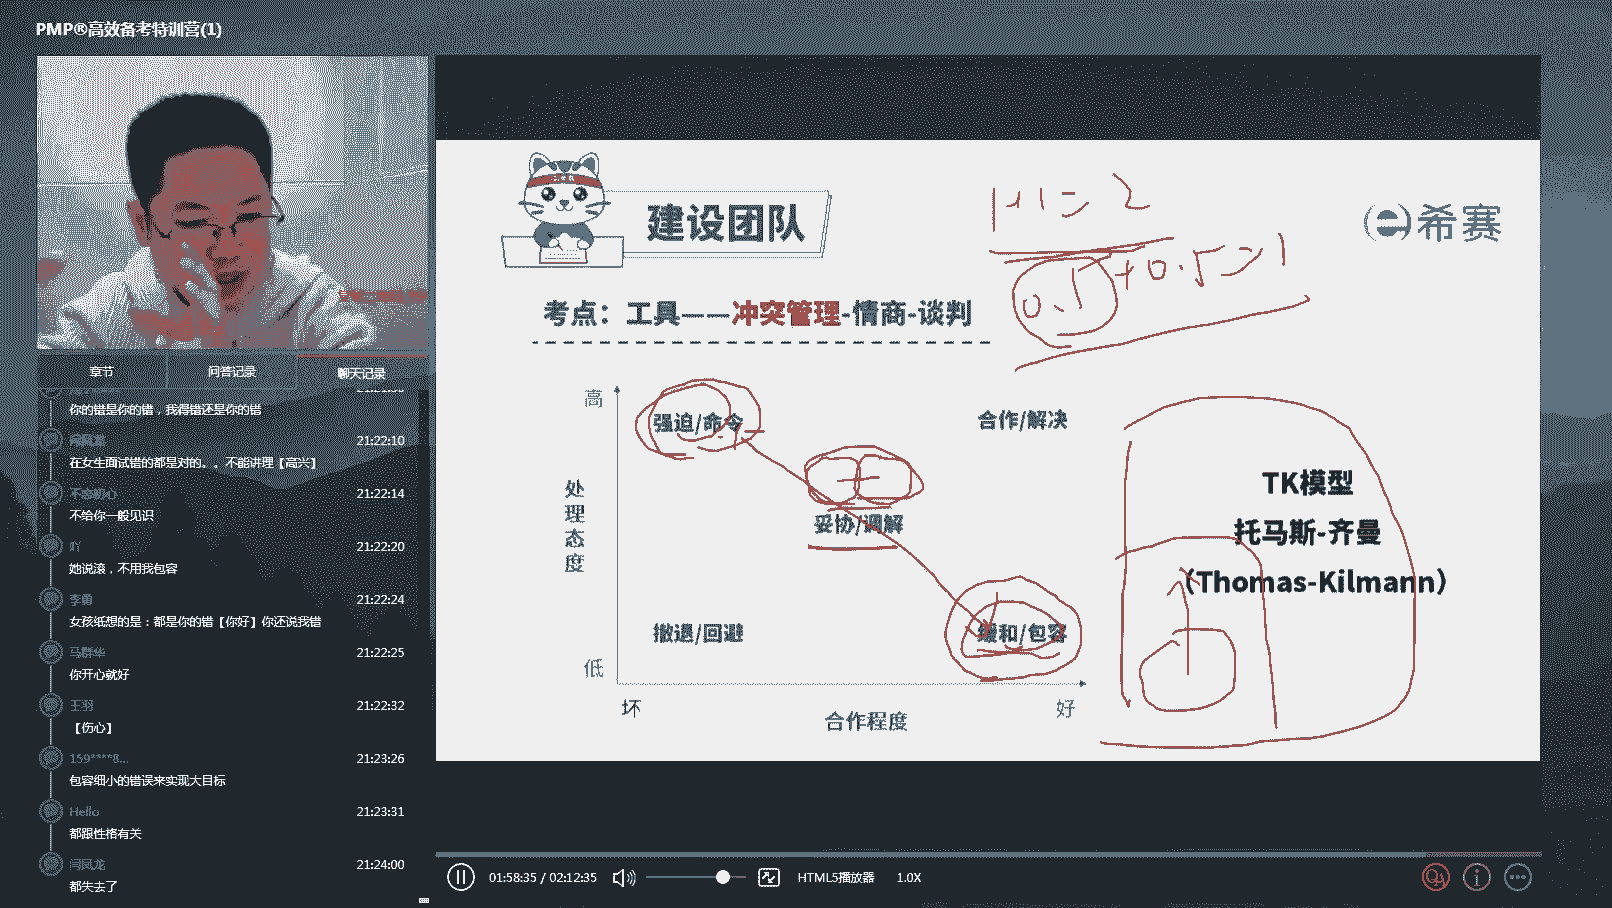 PMP®高效备考特训营(1)
章节
问答记录
聊天记录
你的错是你的错，我得错还是你的错
闫凤龙
21:22:10
在女生面试错的都是对的。。不能讲理【高兴】
不忘初心
21:22:14
不给你一般见识
吖
21:22:20
她说滚，不用我包容
李勇
21:22:24
女孩纸想的是：都是你的错【你好】你还说我错
马群华
21:22:25
你开心就好
王羽
21:22:32
【伤心】
159****8...
21:23:26
包容细小的错误来实现大目标
Hello
21:23:31
都跟性格有关
闫凤龙
21:24:00
都失去了
建设团队
希赛
考点：工具——冲突管理-情商-谈判
0.5+0.5=1
高
强迫/命令
合作/解决
处理态度
妥协/调解
撤退/回避
缓和/包容
低
坏
合作程度
好
TK模型
托马斯-齐曼
（Thomas-Kilmann）
01:58:35 / 02:12:35
HTML5播放器
1.0X